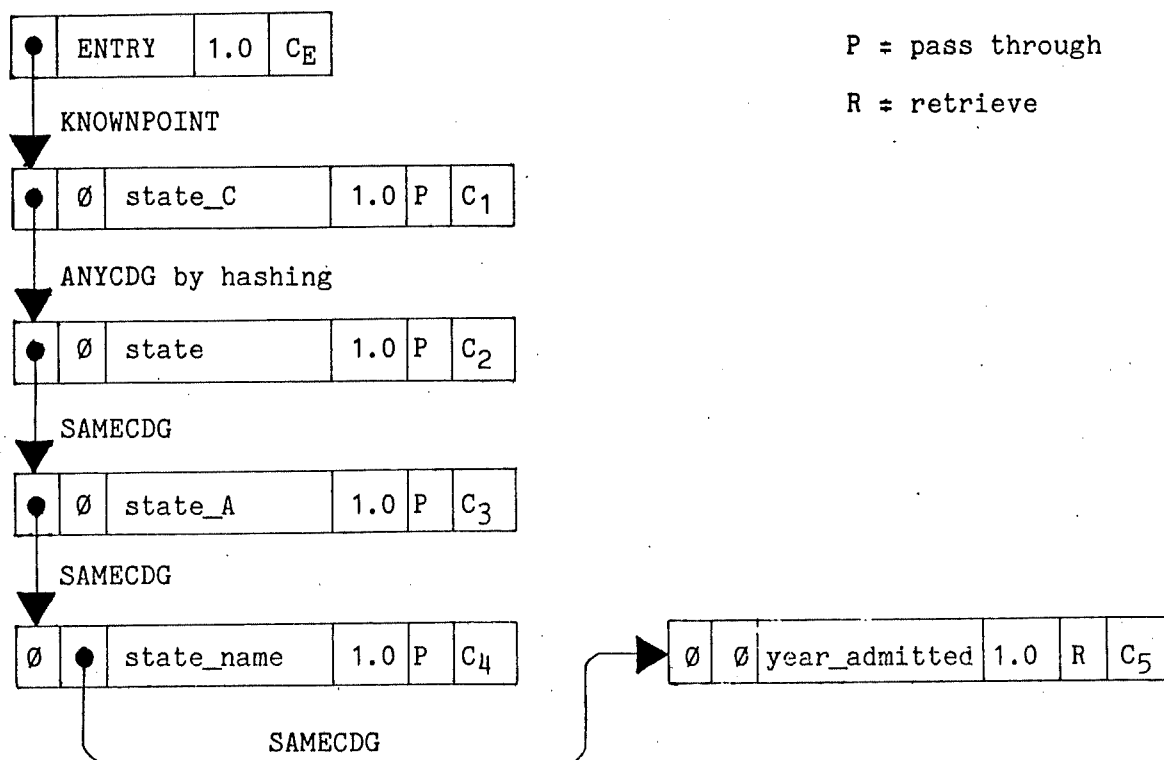 ENTRY 1.0 C_E
P = pass through
R = retrieve
KNOWNPOINT
Ø state_C 1.0 P C₁
ANYCDG by hashing
Ø state 1.0 P C₂
SAMECDG
Ø state_A 1.0 P C₃
SAMECDG
Ø state_name 1.0 P C₄
Ø Ø year_admitted 1.0 R C₅
SAMECDG